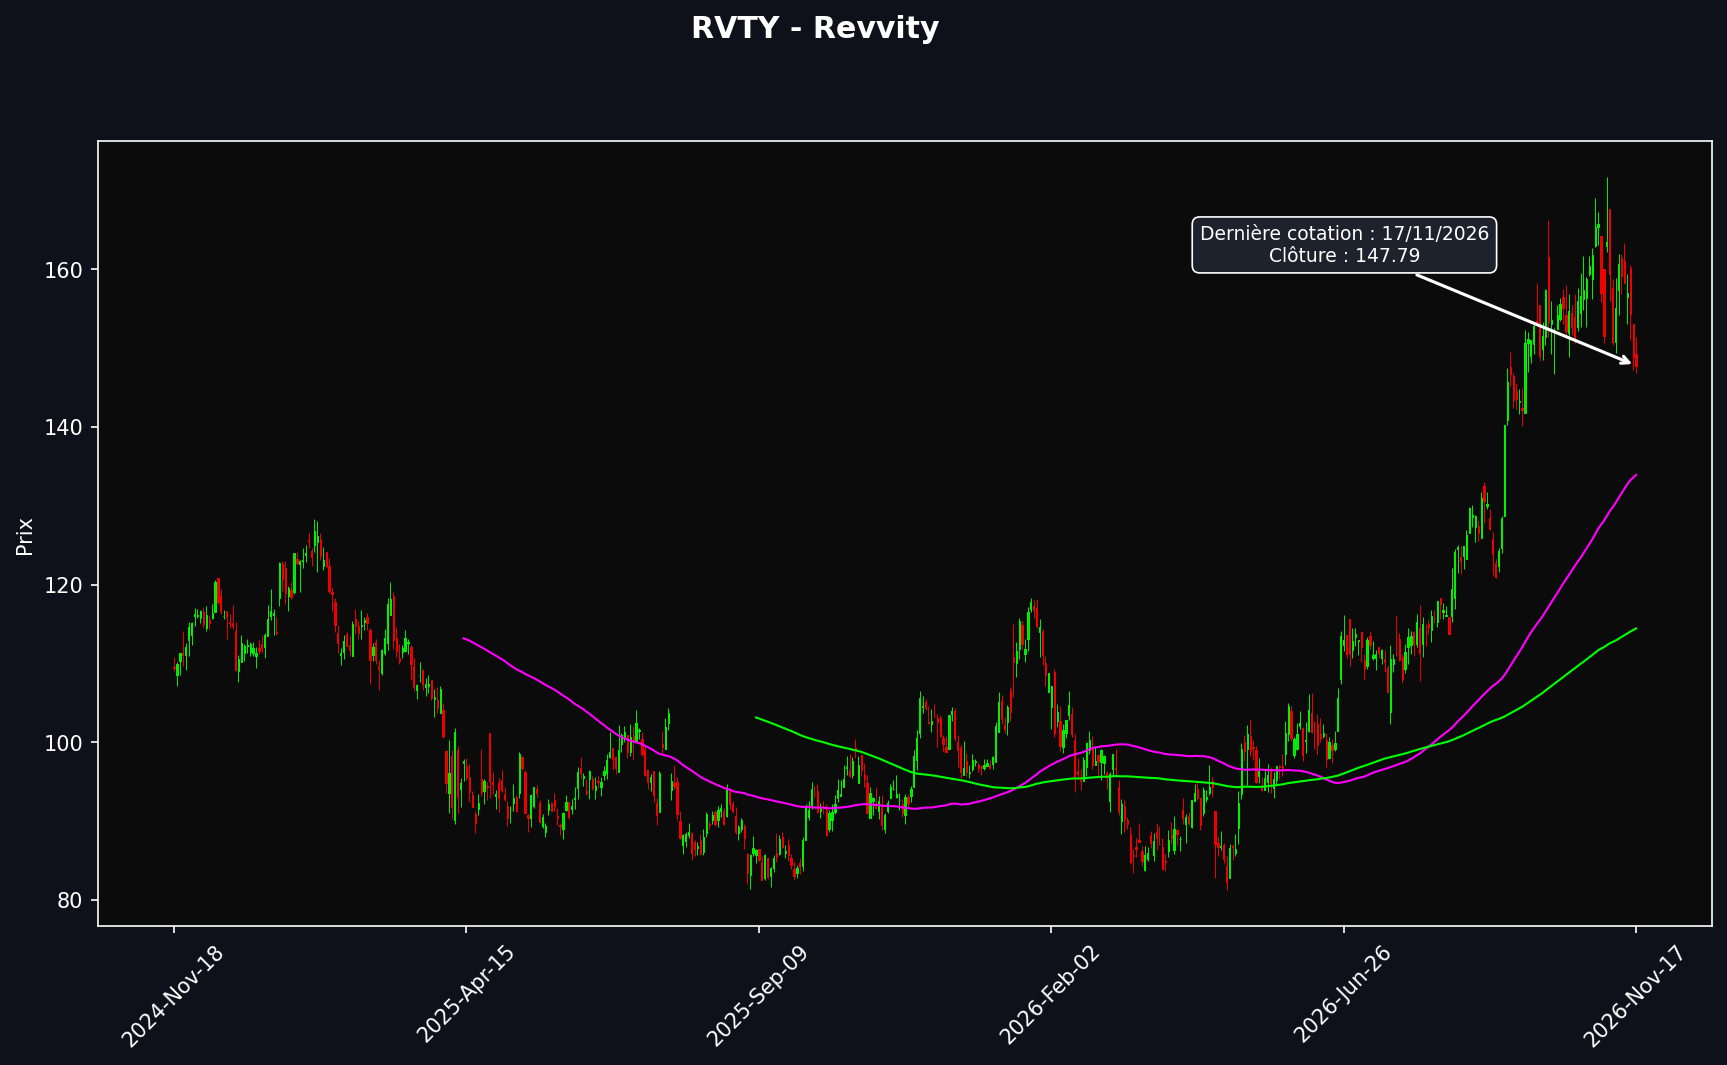 RVTY - Revvity
Dernière cotation : 17/11/2026
Clôture : 147.79
Prix
160
140
120
100
80
2024-Nov-18
2025-Apr-15
2025-Sep-09
2026-Feb-02
2026-Jun-26
2026-Nov-17